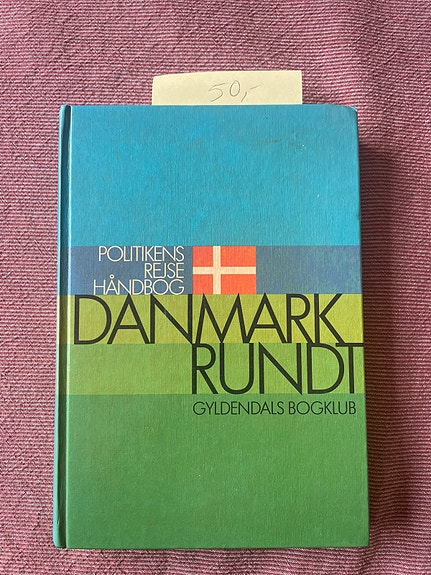 50,-
POLITIKENS
REJSE
HÅNDBOG
DANMARK
RUNDT
GYLDENDALS BOGKLUB